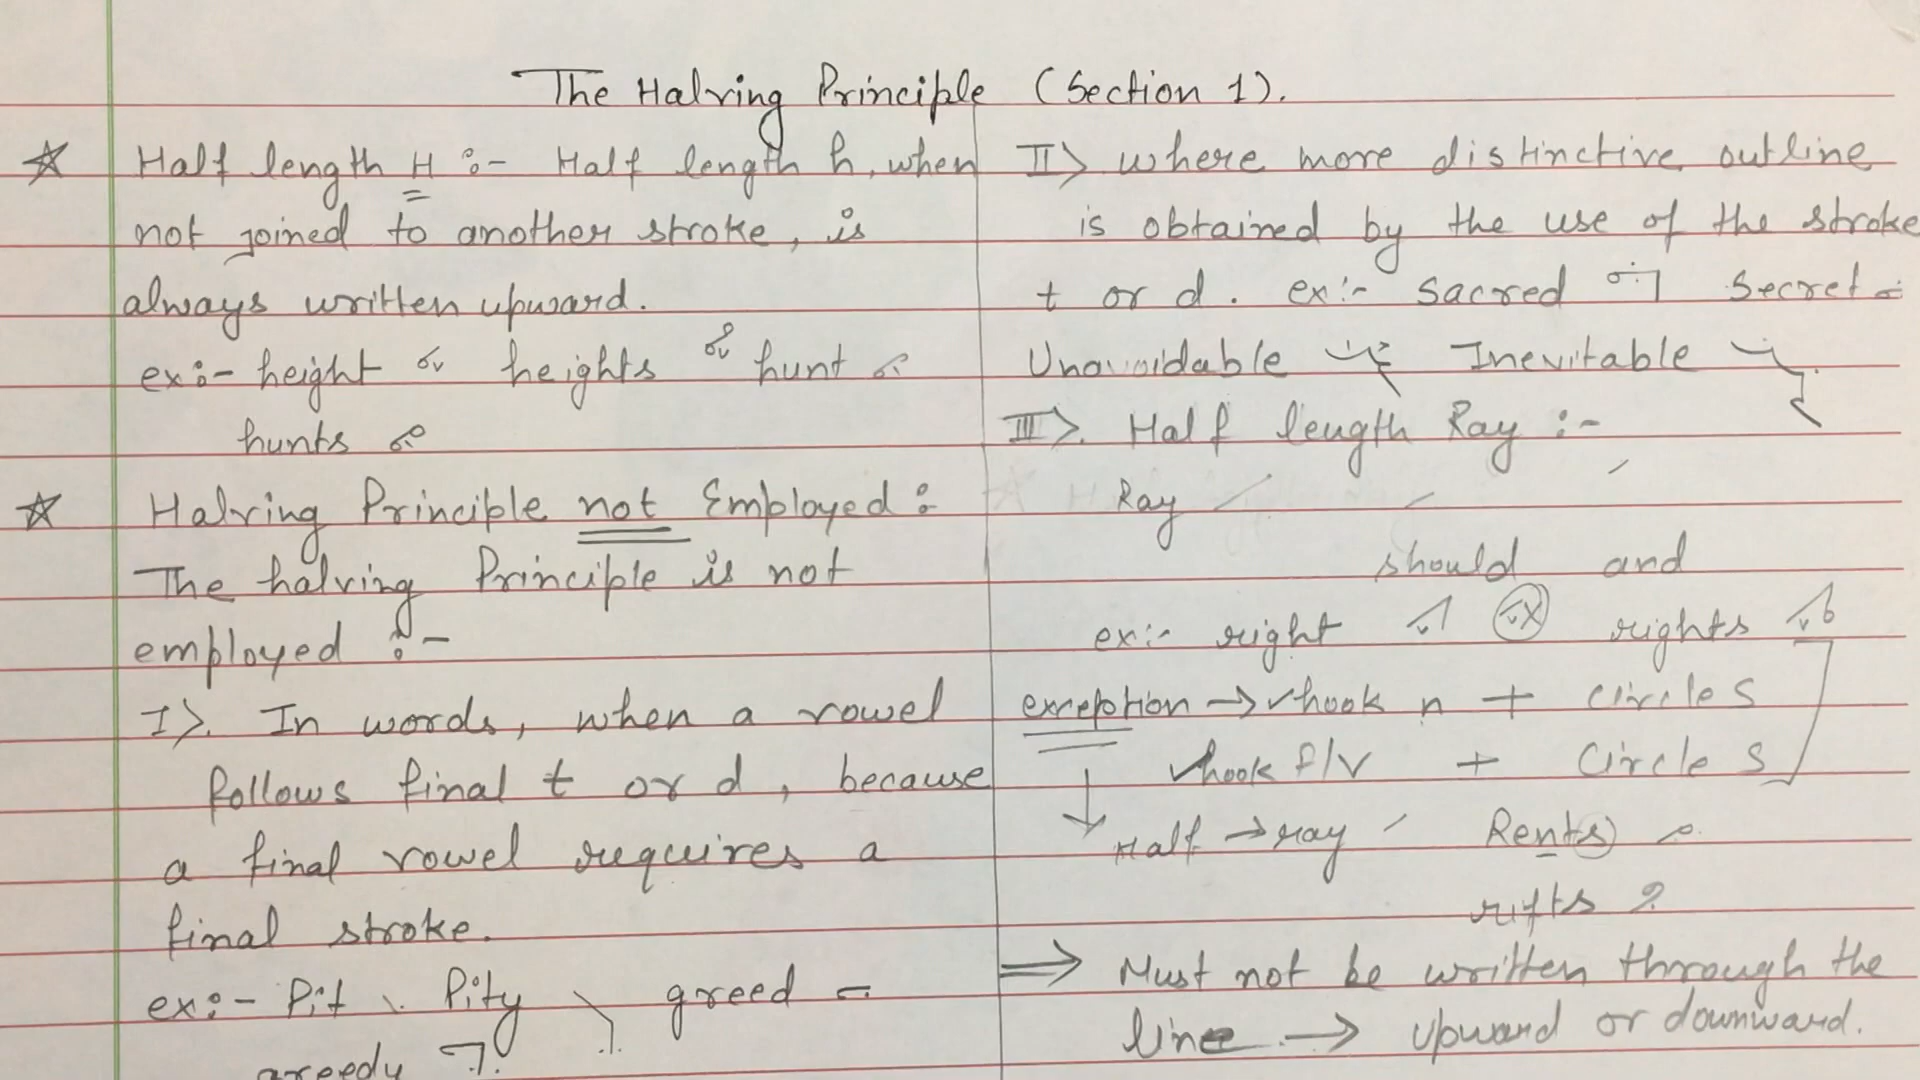 The Halving Principle (Section 1).
☆ Half length H :- Half length h, when
not joined to another stroke, is
always written upward.
ex:- height heights hunt
hunts
☆ Halving Principle not Employed :
The halving Principle is not
employed :-
I>. In words, when a vowel
follows final t or d, because
a final vowel requires a
final stroke.
ex:- Pit Pity greed
greedy
II> where more distinctive outline
is obtained by the use of the stroke
t or d. ex:- sacred secret
Unavoidable Inevitable
III>. Half length Ray :-
Ray
should and
ex:- right rights
exception → hook n + circle S
hook f/v + Circle S
Half → ray Rents
rifts
⇒ Must not be written through the
line → upward or downward.